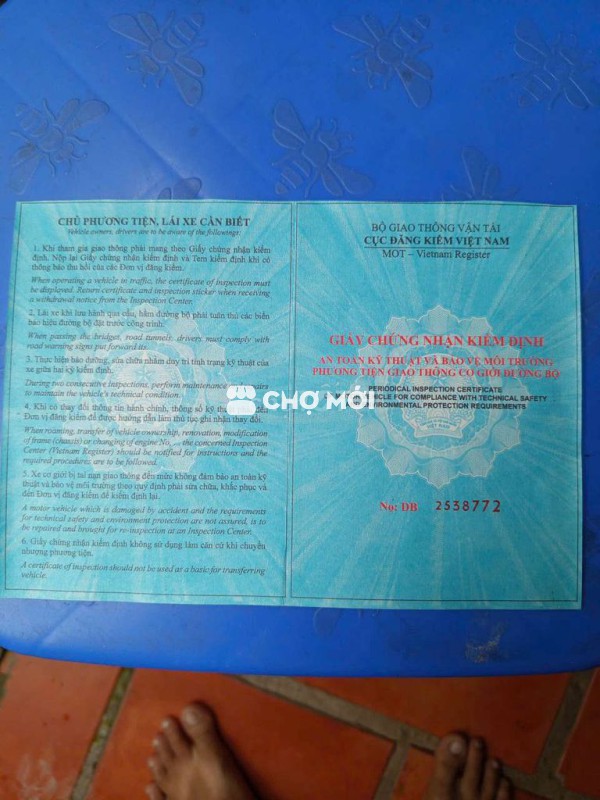 CHỦ PHƯƠNG TIỆN, LÁI XE CẦN BIẾT
Vehicle owners, drivers are to be aware of the followings:
1. Khi tham gia giao thông phải mang theo Giấy chứng nhận kiểm
định. Nộp lại Giấy chứng nhận kiểm định và Tem kiểm định khi có
thông báo thu hồi của các Đơn vị đăng kiểm.
When operating a vehicle in traffic, the certificate of inspection must
be displayed. Return certificate and inspection sticker when receiving
a withdrawal notice from the Inspection Center.
2. Lái xe khi lưu hành qua cầu, hầm đường bộ phải tuân thủ các biển
báo hiệu đường bộ đặt trước công trình.
When passing the bridges, road tunnels, drivers must comply with
road warning signs put forward its.
3. Thực hiện bảo dưỡng, sửa chữa nhằm duy trì tình trạng kỹ thuật của
xe giữa hai kỳ kiểm định.
During two consecutive inspections, perform maintenance repairs
to maintain the vehicle's technical condition.
4. Khi có thay đổi thông tin hành chính, thông số kỹ thuật đến
Đơn vị đăng kiểm để được hướng dẫn làm thủ tục ghi nhận thay đổi.
When roaming, transfer of vehicle ownership, renovation, modification
of frame (chassis) or changing of engine No, ... the concerned Inspection
Center (Vietnam Register) should be notified for instructions and the
required procedures are to be followed.
5. Xe cơ giới bị tai nạn giao thông đến mức không đảm bảo an toàn kỹ
thuật và bảo vệ môi trường theo quy định phải sửa chữa, khắc phục và
đến Đơn vị đăng kiểm để kiểm định lại.
A motor vehicle which is damaged by accident and the requirements
for technical safety and environment protection are not assured, is to
be repaired and brought for re-inspection at an Inspection Center.
6. Giấy chứng nhận kiểm định không sử dụng làm căn cứ khi chuyển
nhượng phương tiện.
A certificate of inspection should not be used as a basic for transferring
vehicle.
BỘ GIAO THÔNG VẬN TẢI
CỤC ĐĂNG KIỂM VIỆT NAM
MOT – Vietnam Register
GIẤY CHỨNG NHẬN KIỂM ĐỊNH
AN TOÀN KỸ THUẬT VÀ BẢO VỆ MÔI TRƯỜNG
PHƯƠNG TIỆN GIAO THÔNG CƠ GIỚI ĐƯỜNG BỘ
PERIODICAL INSPECTION CERTIFICATE
FOR COMPLIANCE WITH TECHNICAL SAFETY
PROTECTION REQUIREMENTS
No: DB 2538772
CHỢ MỚI